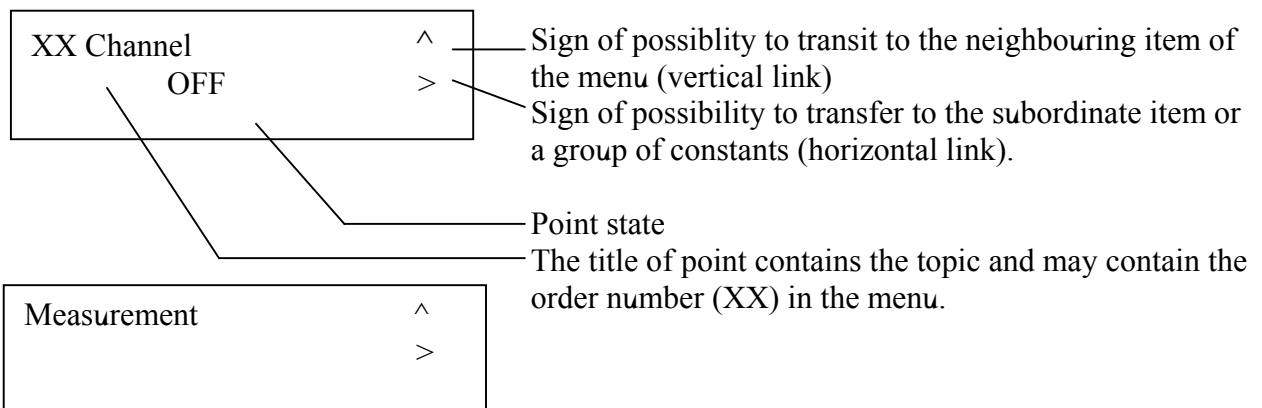 XX Channel ^
OFF >
Sign of possiblity to transit to the neighbouring item of
the menu (vertical link)
Sign of possibility to transfer to the subordinate item or
a group of constants (horizontal link).
Point state
The title of point contains the topic and may contain the
order number (XX) in the menu.
Measurement ^
>